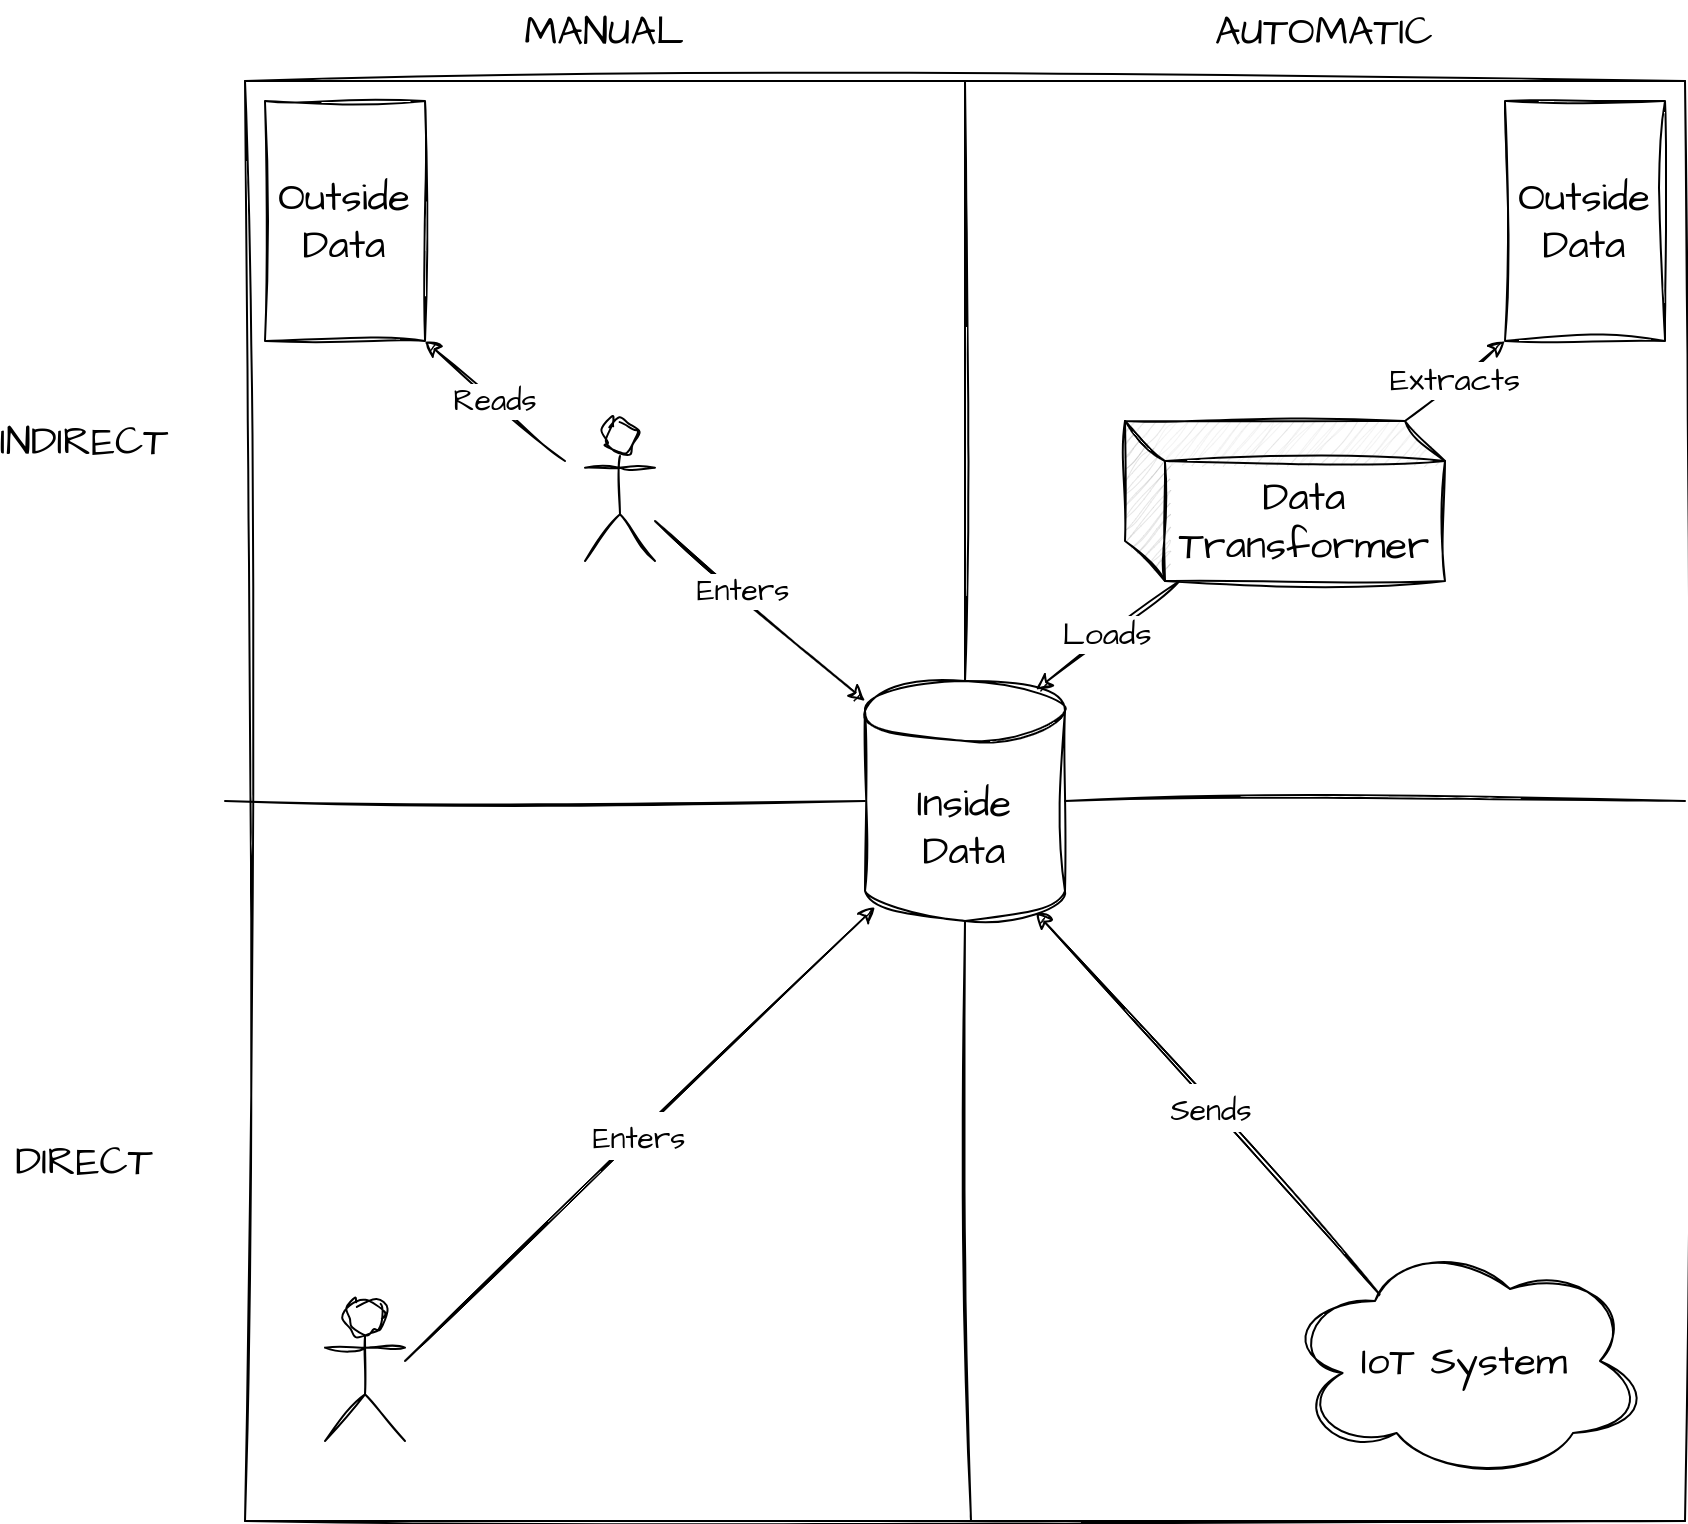 MANUAL
AUTOMATIC
Outside
Data
Outside
Data
Reads
Extracts
INDIRECT
Data
Transformer
Enters
Loads
Inside
Data
Enters
Sends
DIRECT
IoT System